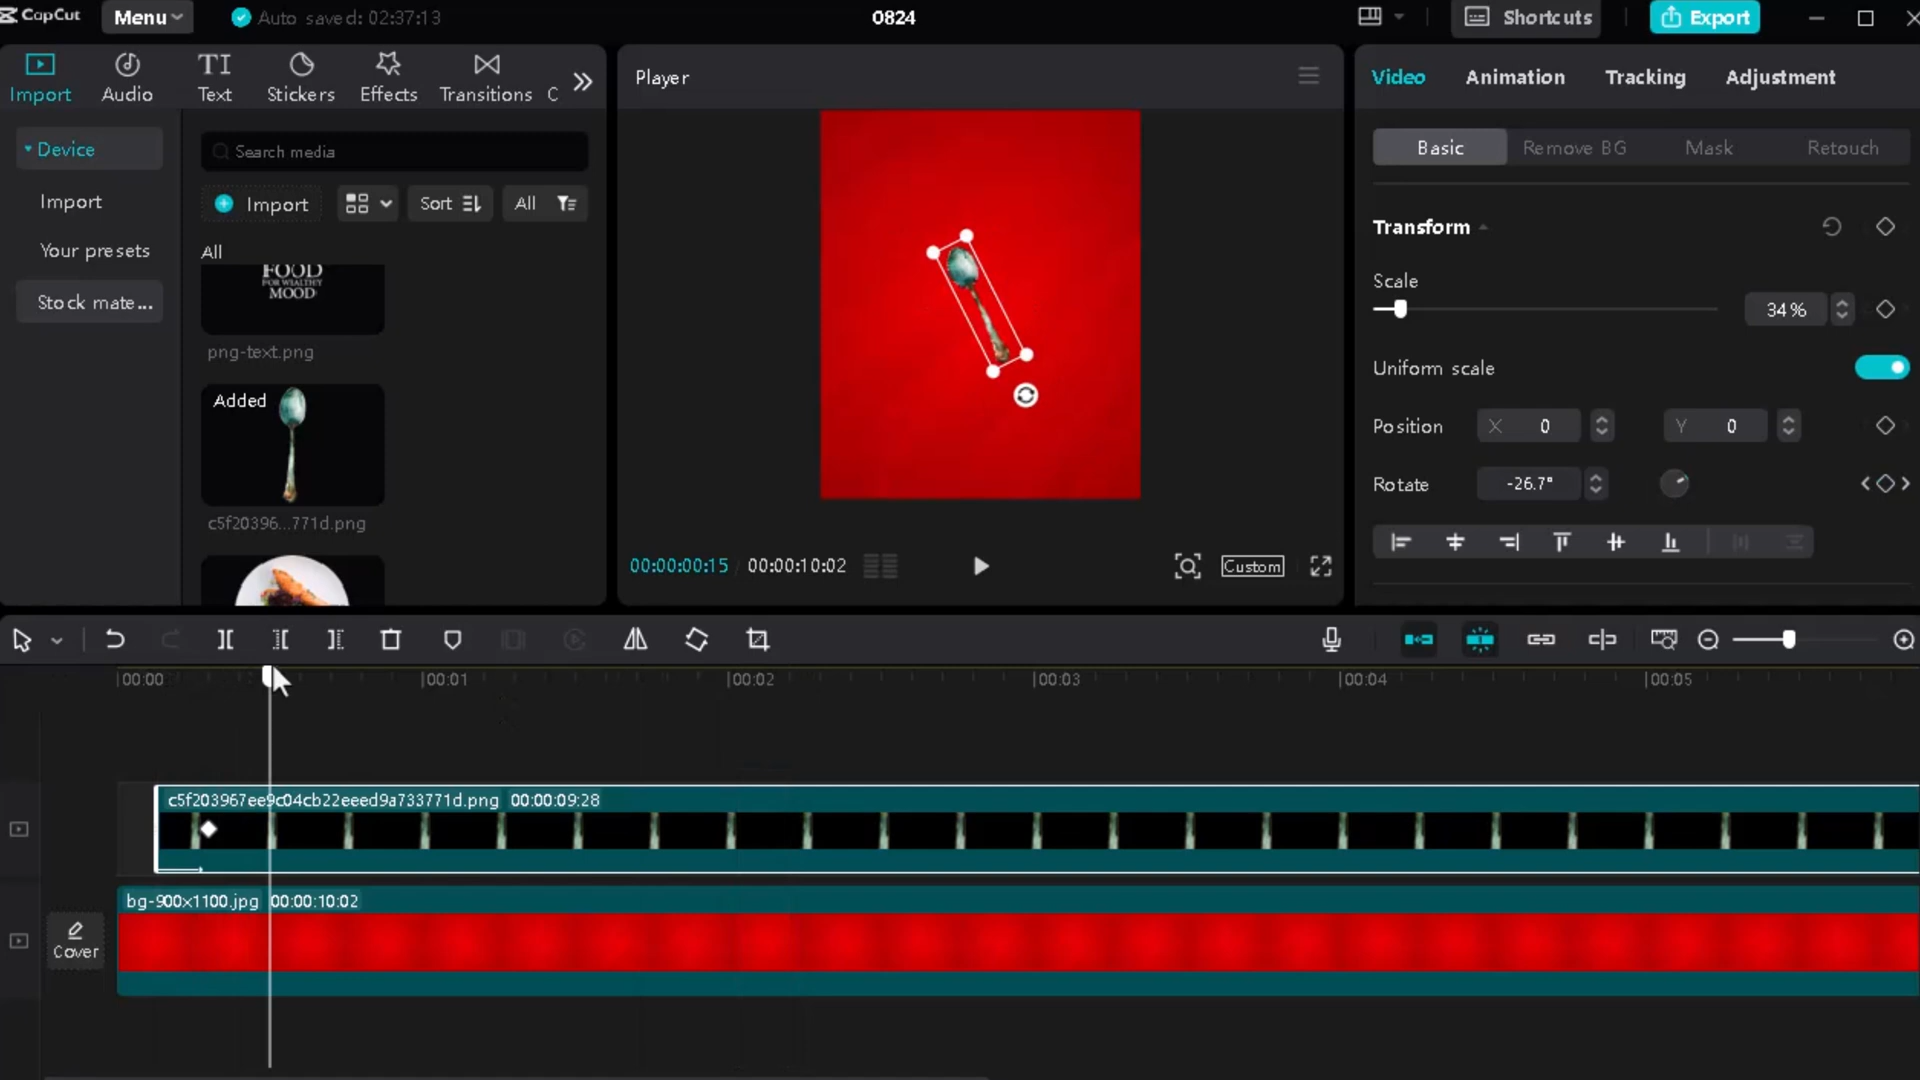 CapCut
Menu
Auto saved: 02:37:13
0824
Shortcuts
Export
Import
Audio
Text
Stickers
Effects
Transitions
C
Player
Video
Animation
Tracking
Adjustment
Device
Import
Your presets
Stock mate...
Search media
Import
Sort
All
All
FOOD
FOR WEALTHY
MOOD
png-text.png
Added
c5f20396...771d.png
Basic
Remove BG
Mask
Retouch
Transform
Scale
34%
Uniform scale
Position
X 0
Y 0
Rotate
-26.7°
00:00:00:15 / 00:00:10:02
Custom
00:00
00:01
00:02
00:03
00:04
00:05
c5f203967ee9c04cb22eeed9a733771d.png 00:00:09:28
bg-900x1100.jpg 00:00:10:02
Cover